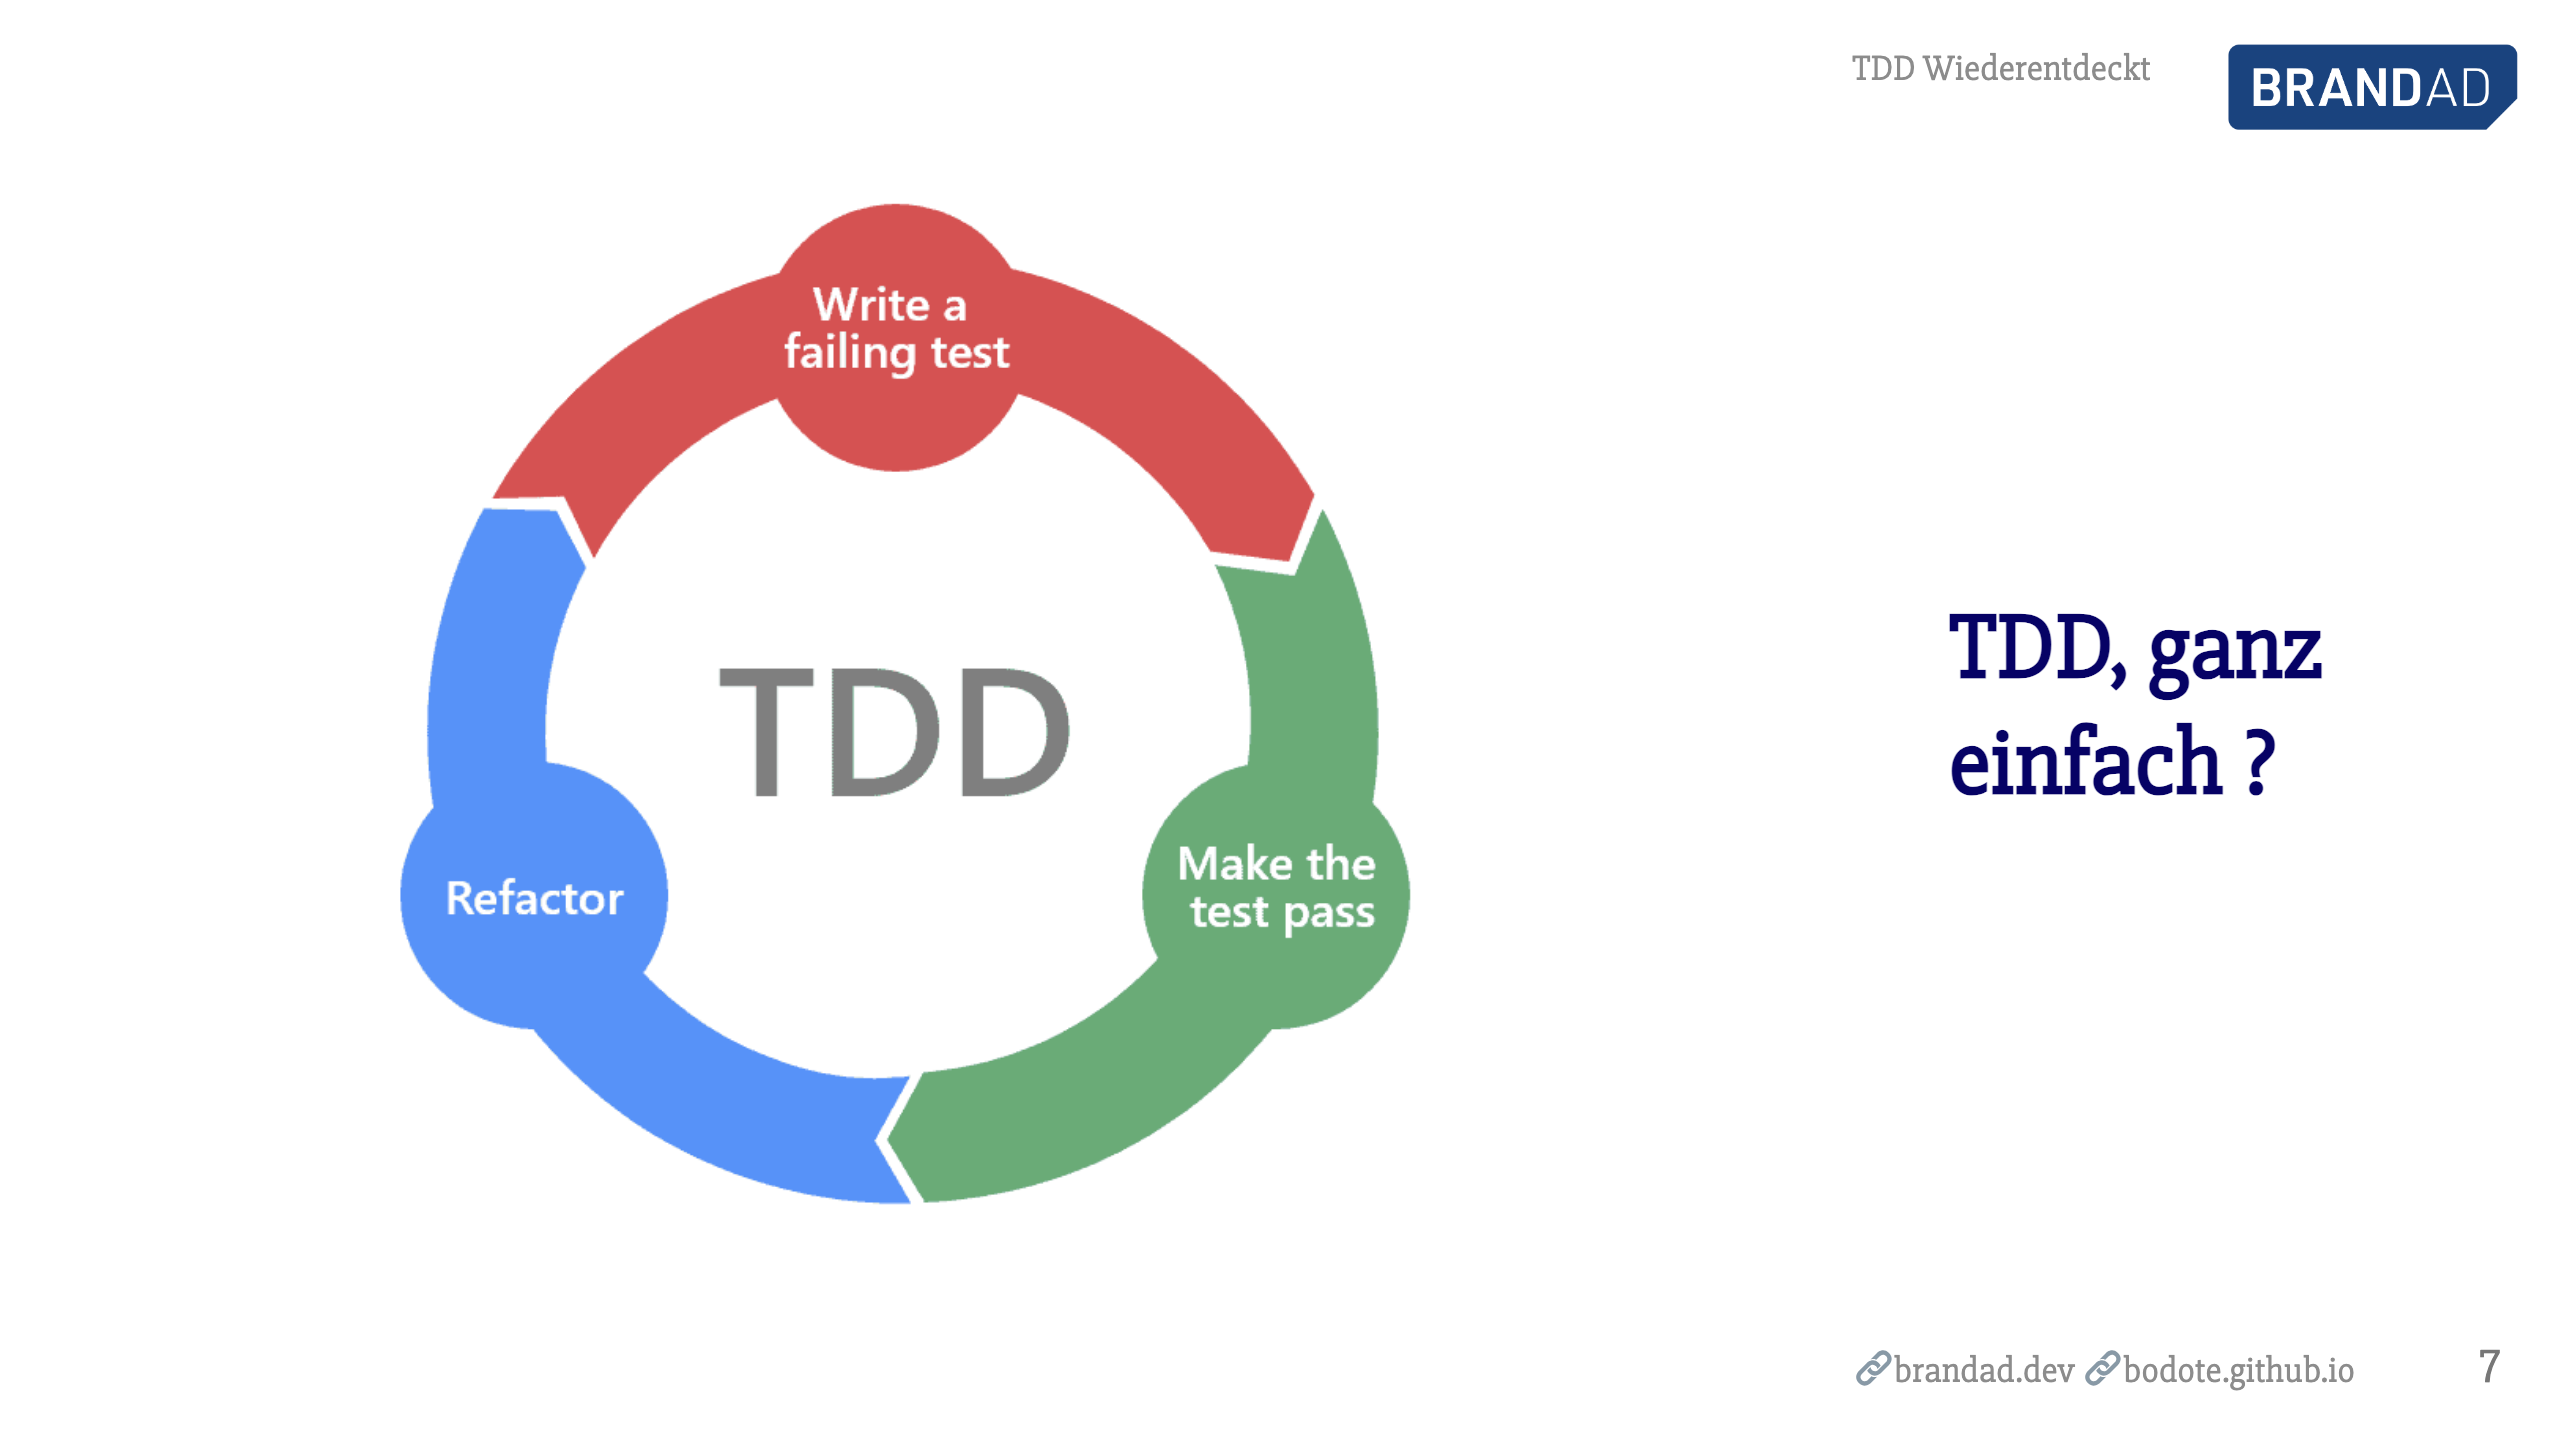 TDD Wiederentdeckt
BRANDAD
Write a
failing test
TDD
Make the
test pass
Refactor
TDD, ganz
einfach ?
brandad.dev bodote.github.io
7